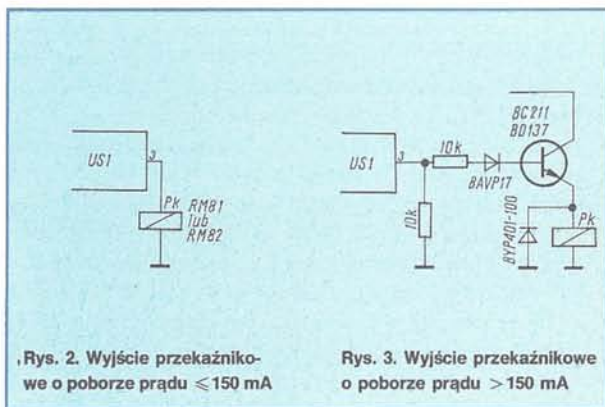 US1
3
Pk
RM81
lub
RM82
US1
3
10k
10k
BAVP17
BC211
BD137
BYP401-100
Pk
,Rys. 2. Wyjście przekaźniko-
we o poborze prądu ⩽150 mA
Rys. 3. Wyjście przekaźnikowe
o poborze prądu >150 mA